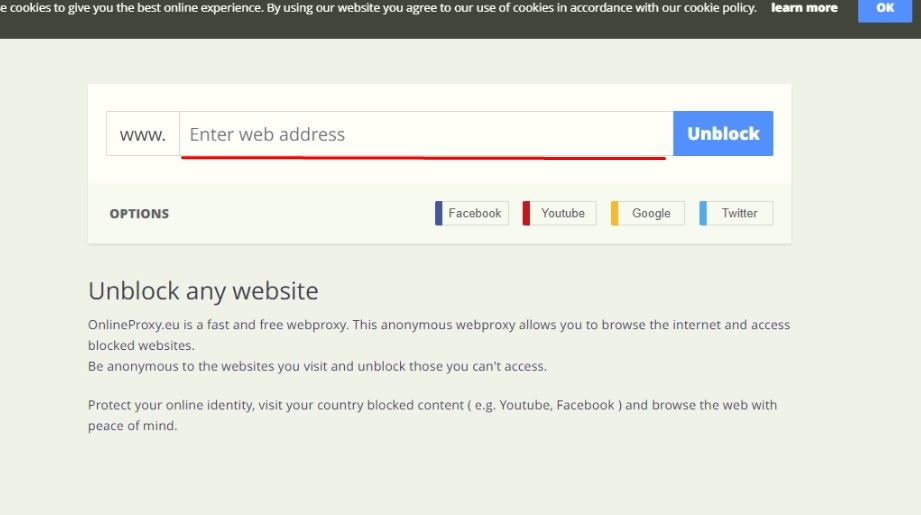 e cookies to give you the best online experience. By using our website you agree to our use of cookies in accordance with our cookie policy. learn more OK
www. Enter web address Unblock
OPTIONS Facebook Youtube Google Twitter
Unblock any website
OnlineProxy.eu is a fast and free webproxy. This anonymous webproxy allows you to browse the internet and access
blocked websites.
Be anonymous to the websites you visit and unblock those you can't access.
Protect your online identity, visit your country blocked content ( e.g. Youtube, Facebook ) and browse the web with
peace of mind.